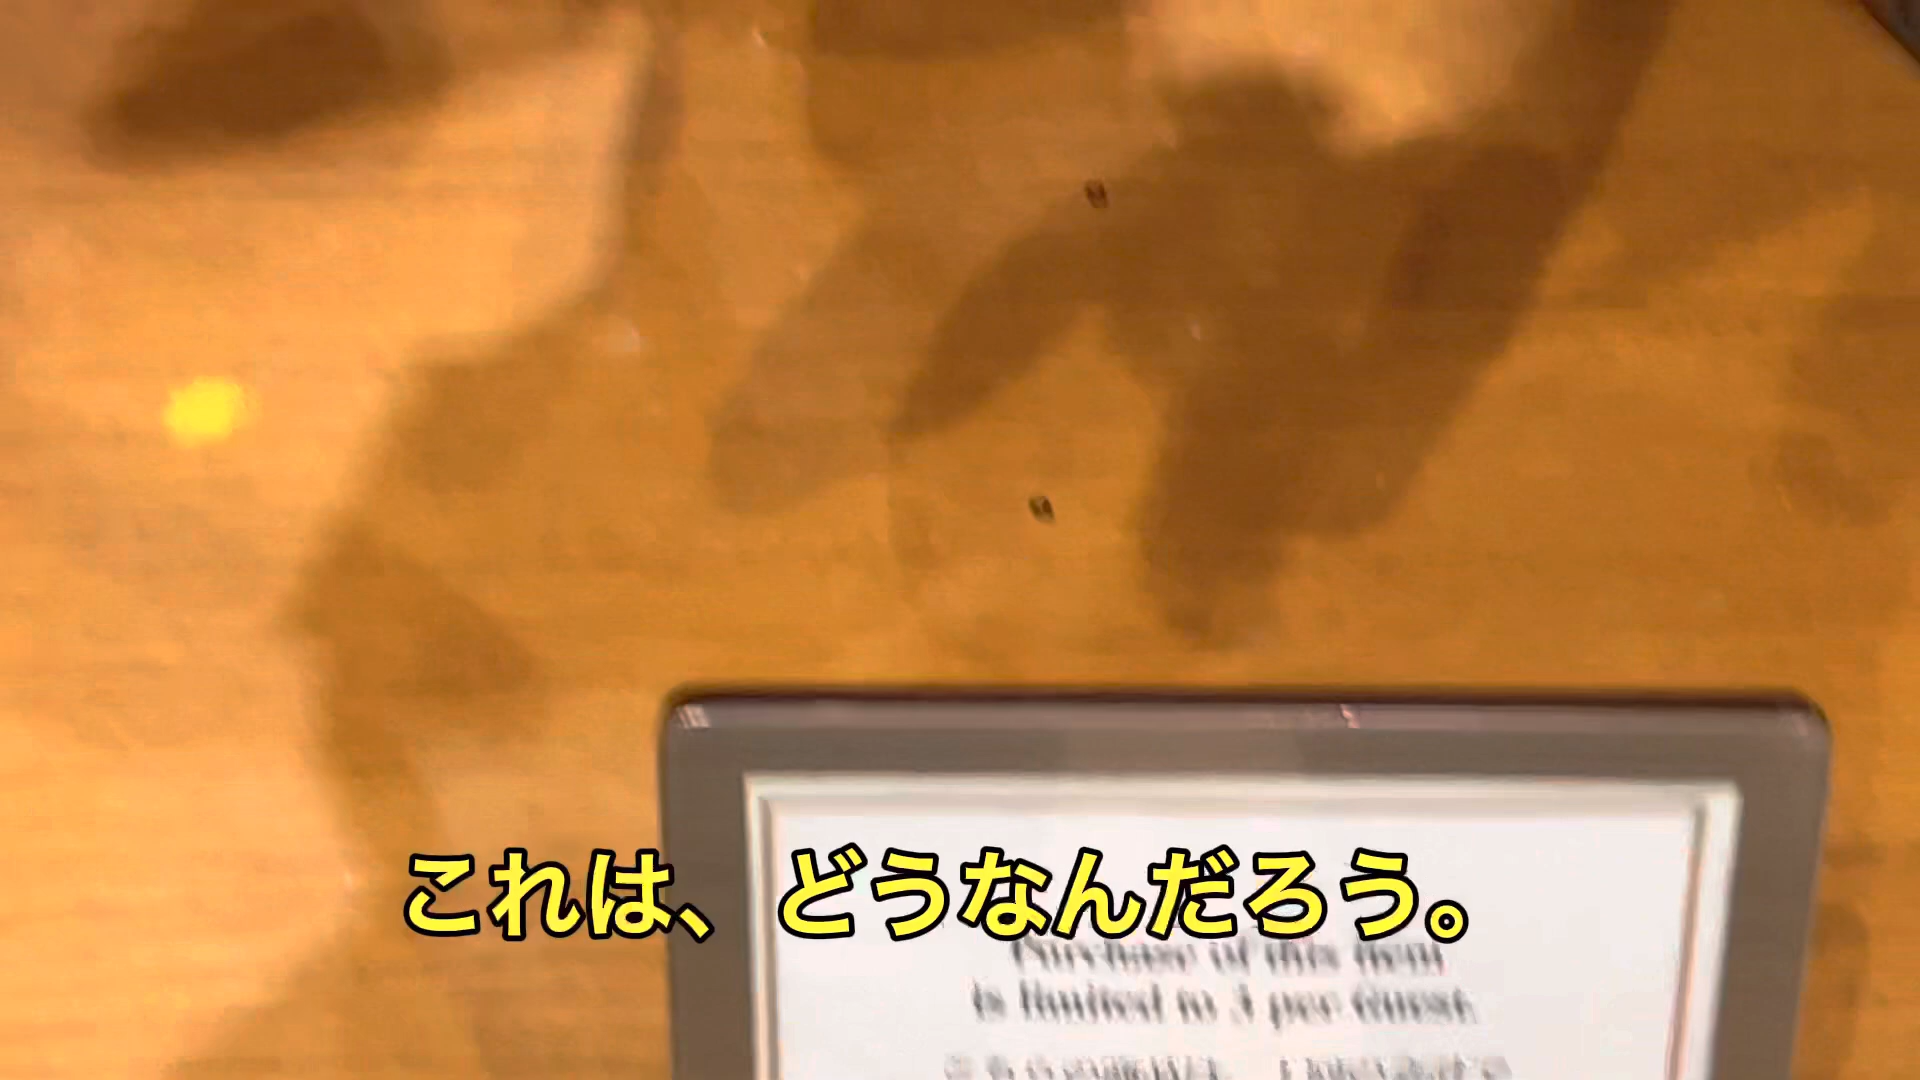 これは、どうなんだろう。
Purchase of this item
is limited to 3 per Guest